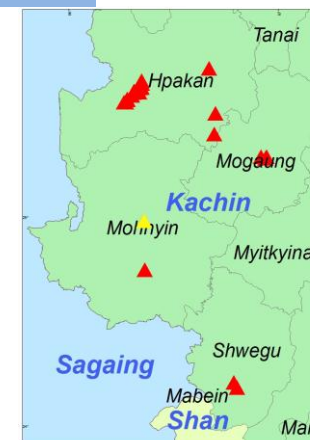 Tanai
Hpakan
Mogaung
Kachin
Mohnyin
Myitkyina
Shwegu
Sagaing
Mabein
Shan